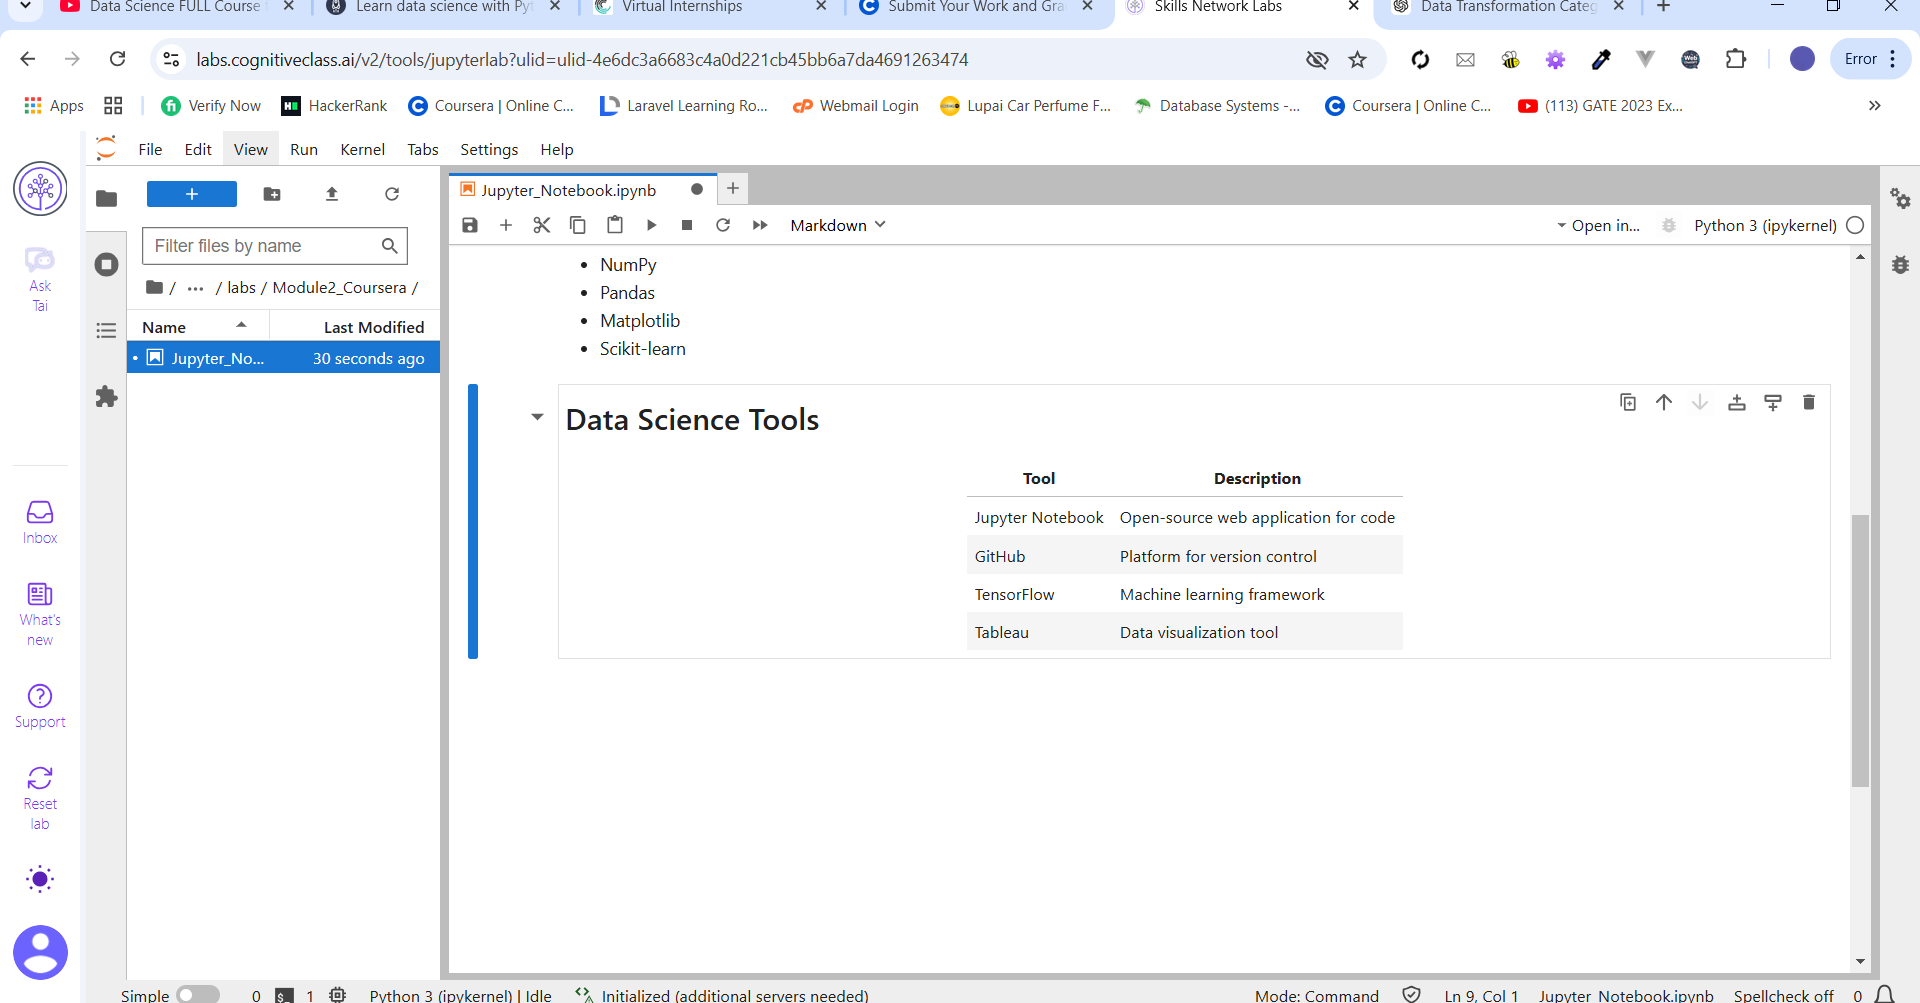 Data Science FULL Course
Learn data science with Pyt
Virtual Internships
Submit Your Work and Gra
Skills Network Labs
Data Transformation Categ
labs.cognitiveclass.ai/v2/tools/jupyterlab?ulid=ulid-4e6dc3a6683c4a0d221cb45bb6a7da4691263474
Error
Apps
Verify Now
HackerRank
Coursera | Online C...
Laravel Learning Ro...
Webmail Login
Lupai Car Perfume F...
Database Systems -...
Coursera | Online C...
(113) GATE 2023 Ex...
File Edit View Run Kernel Tabs Settings Help
Ask
Tai
Inbox
What's
new
Support
Reset
lab
Filter files by name
/ ... / labs / Module2_Coursera /
Name Last Modified
Jupyter_No... 30 seconds ago
Jupyter_Notebook.ipynb
Markdown
Open in...
Python 3 (ipykernel)
• NumPy
• Pandas
• Matplotlib
• Scikit-learn
Data Science Tools
Tool Description
Jupyter Notebook Open-source web application for code
GitHub Platform for version control
TensorFlow Machine learning framework
Tableau Data visualization tool
Simple 0 1 Python 3 (ipykernel) | Idle Initialized (additional servers needed) Mode: Command Ln 9, Col 1 Jupyter_Notebook.ipynb Spellcheck off 0